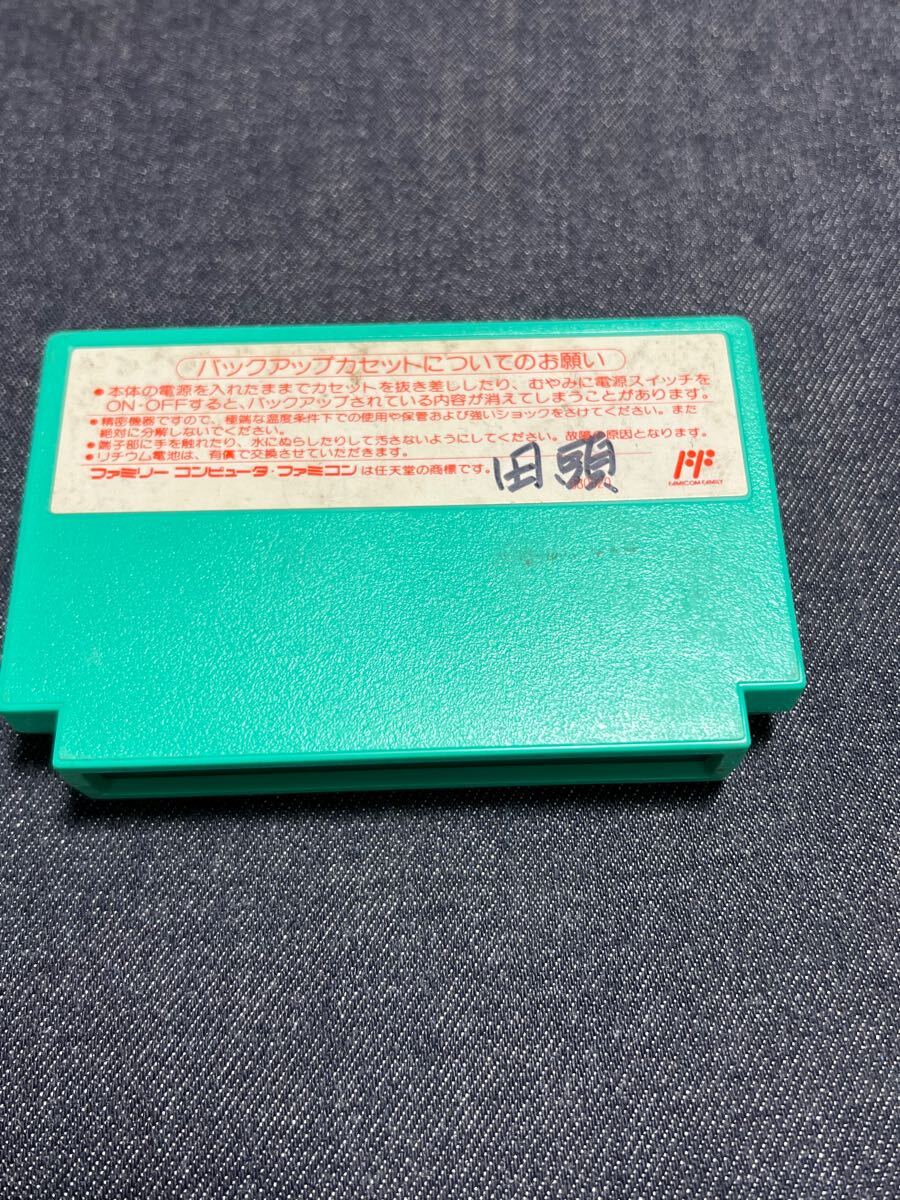 バックアップカセットについてのお願い
●本体の電源を入れたままでカセットを抜き差ししたり、むやみに電源スイッチを
ON・OFFすると、バックアップされている内容が消えてしまうことがあります。
●精密機器ですので、極端な温度条件下での使用や保管および強いショックをさけてください。また
絶対に分解しないでください。
●端子部に手を触れたり、水にぬらしたりして汚さないようにしてください。故障の原因となります。
●リチウム電池は、有償で交換させていただきます。
ファミリーコンピュータ・ファミコンは任天堂の商標です。
田頭
FAMICOM FAMILY